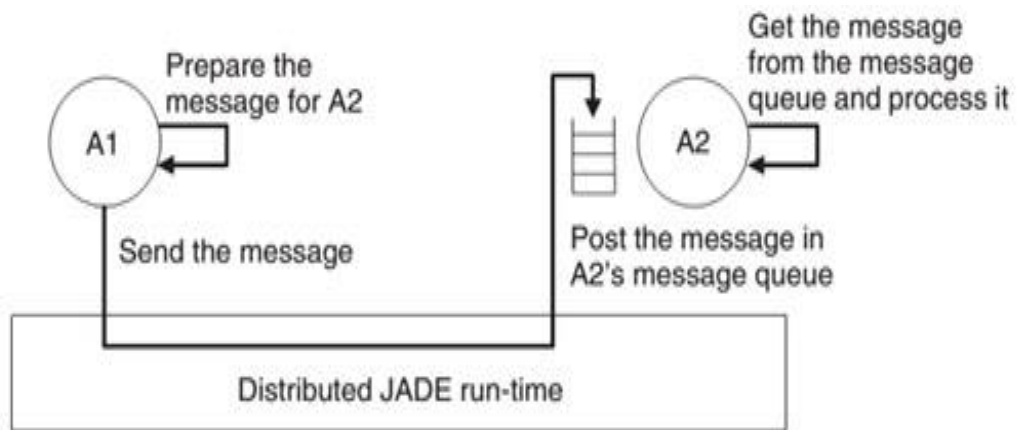 Prepare the
message for A2
A1
Send the message
Get the message
from the message
queue and process it
A2
Post the message in
A2's message queue
Distributed JADE run-time